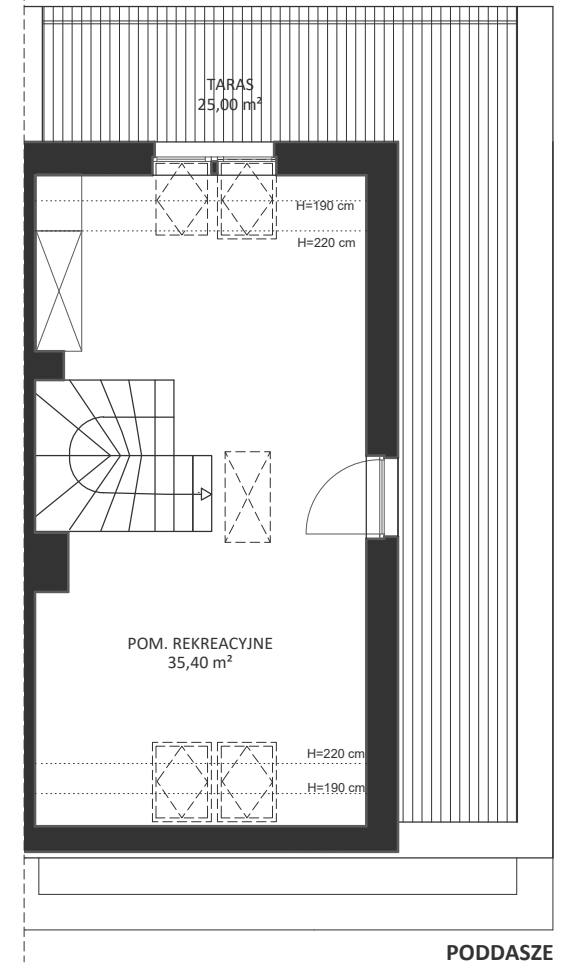 TARAS
25,00 m²
H=190 cm
H=220 cm
POM. REKREACYJNE
35,40 m²
H=220 cm
H=190 cm
PODDASZE